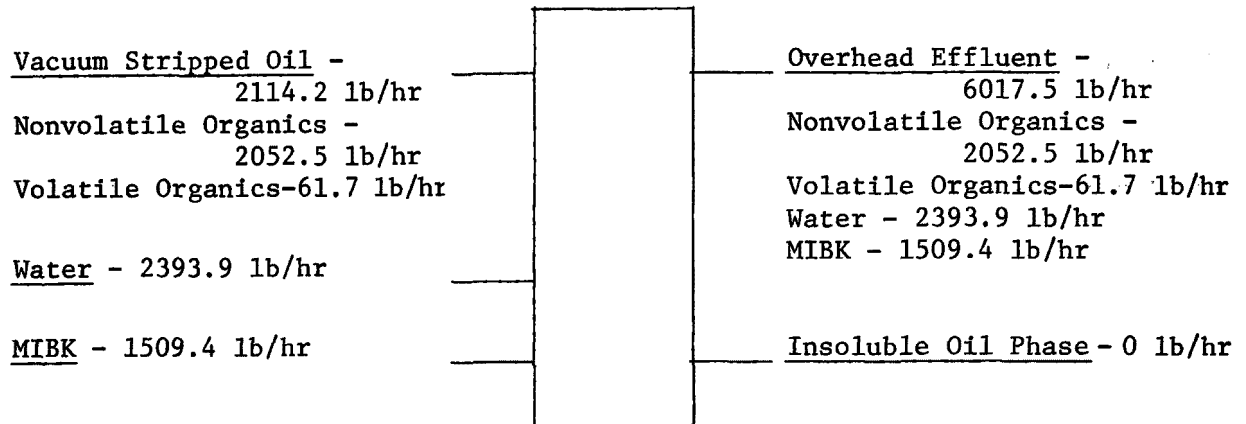 Vacuum Stripped Oil -
2114.2 lb/hr
Nonvolatile Organics -
2052.5 lb/hr
Volatile Organics-61.7 lb/hr
Water - 2393.9 lb/hr
MIBK - 1509.4 lb/hr
Overhead Effluent -
6017.5 lb/hr
Nonvolatile Organics -
2052.5 lb/hr
Volatile Organics-61.7 lb/hr
Water - 2393.9 lb/hr
MIBK - 1509.4 lb/hr
Insoluble Oil Phase - 0 lb/hr